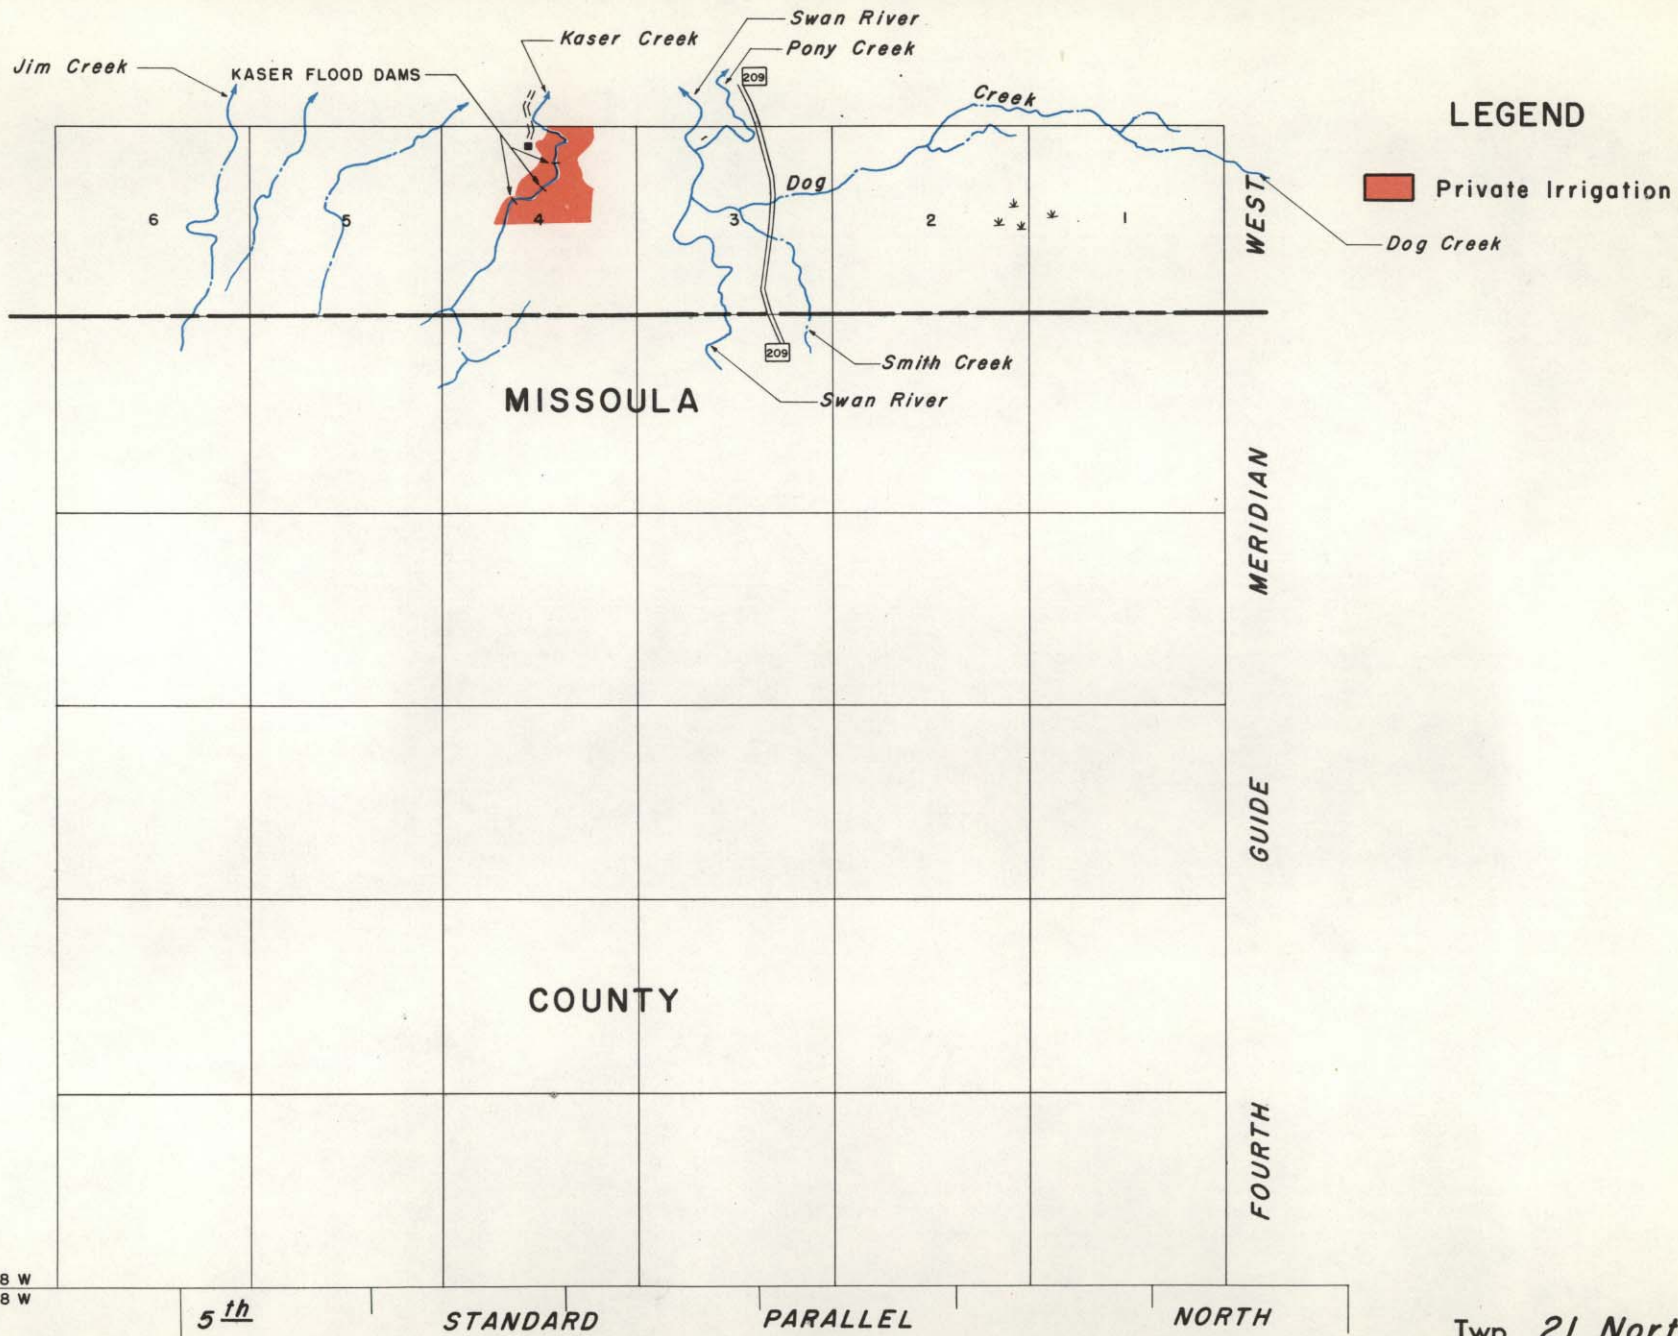 Swan River
Kaser Creek
Pony Creek
Jim Creek
KASER FLOOD DAMS
209
Creek
LEGEND
Private Irrigation
Dog
6
5
4
3
2
1
WEST
Dog Creek
209
Smith Creek
Swan River
MISSOULA
MERIDIAN
GUIDE
COUNTY
FOURTH
8 W
8 W
5th STANDARD PARALLEL NORTH
Twp. 21